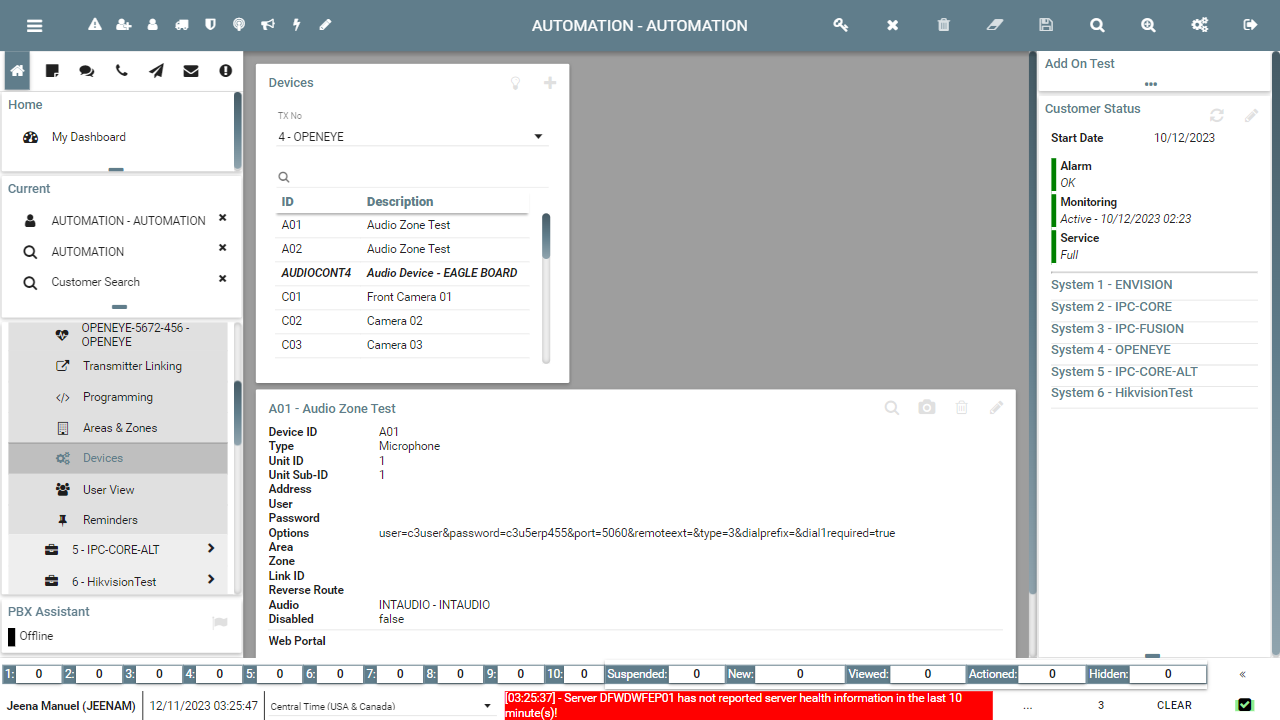 AUTOMATION - AUTOMATION
Home
My Dashboard
Current
AUTOMATION - AUTOMATION
AUTOMATION
Customer Search
OPENEYE-5672-456 -
OPENEYE
Transmitter Linking
Programming
Areas & Zones
Devices
User View
Reminders
5 - IPC-CORE-ALT
6 - HikvisionTest
PBX Assistant
Offline
Devices
TX No
4 - OPENEYE
ID Description
A01 Audio Zone Test
A02 Audio Zone Test
AUDIOCONT4 Audio Device - EAGLE BOARD
C01 Front Camera 01
C02 Camera 02
C03 Camera 03
A01 - Audio Zone Test
Device ID A01
Type Microphone
Unit ID 1
Unit Sub-ID 1
Address
User
Password
Options user=c3user&password=c3u5erp455&port=5060&remoteext=&type=3&dialprefix=&dial1required=true
Area
Zone
Link ID
Reverse Route
Audio INTAUDIO - INTAUDIO
Disabled false
Web Portal
Add On Test
•••
Customer Status
Start Date 10/12/2023
Alarm
OK
Monitoring
Active - 10/12/2023 02:23
Service
Full
System 1 - ENVISION
System 2 - IPC-CORE
System 3 - IPC-FUSION
System 4 - OPENEYE
System 5 - IPC-CORE-ALT
System 6 - HikvisionTest
1: 0 2: 0 3: 0 4: 0 5: 0 6: 0 7: 0 8: 0 9: 0 10: 0 Suspended: 0 New: 0 Viewed: 0 Actioned: 0 Hidden: 0 «
Jeena Manuel (JEENAM) 12/11/2023 03:25:47 Central Time (USA & Canada) [03:25:37] - Server DFWDWFEP01 has not reported server health information in the last 10
minute(s)! ... 3 CLEAR